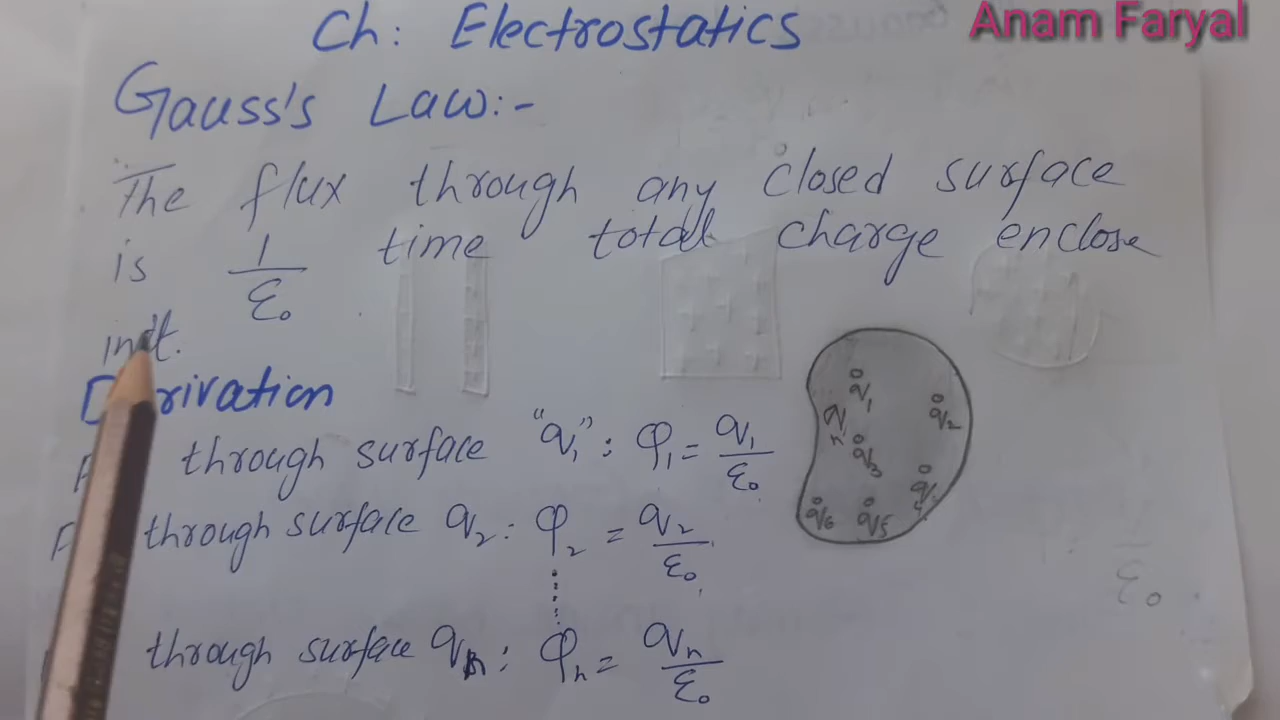 Ch: Electrostatics
Anam Faryal
Gauss's Law:-
The flux through any closed surface
is 1/ε₀ time total charge enclose
in it.
Derivation
through surface "q₁": φ₁ = q₁/ε₀
through surface q₂: φ₂ = q₂/ε₀
through surface qₙ: φₙ = qₙ/ε₀
q₁
q₂
qₙ
q₃
q₄
q₆ q₅
ε₀